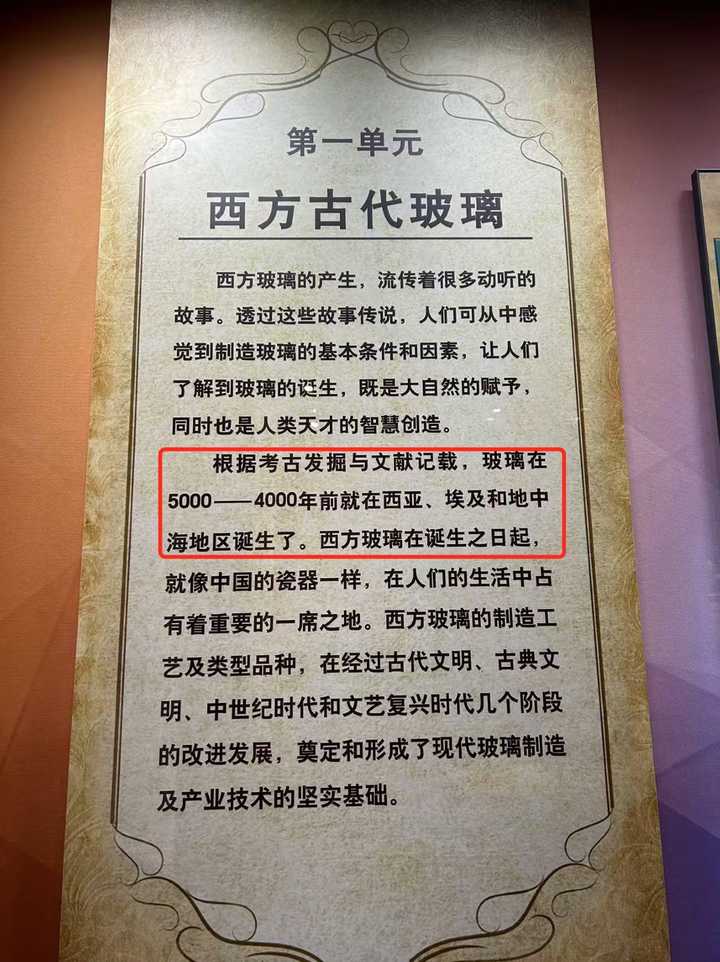 第一单元
西方古代玻璃
西方玻璃的产生，流传着很多动听的
故事。透过这些故事传说，人们可从中感
觉到制造玻璃的基本条件和因素，让人们
了解到玻璃的诞生，既是大自然的赋予，
同时也是人类天才的智慧创造。
根据考古发掘与文献记载，玻璃在
5000——4000年前就在西亚、埃及和地中
海地区诞生了。西方玻璃在诞生之日起，
就像中国的瓷器一样，在人们的生活中占
有着重要的一席之地。西方玻璃的制造工
艺及类型品种，在经过古代文明、古典文
明、中世纪时代和文艺复兴时代几个阶段
的改进发展，奠定和形成了现代玻璃制造
及产业技术的坚实基础。